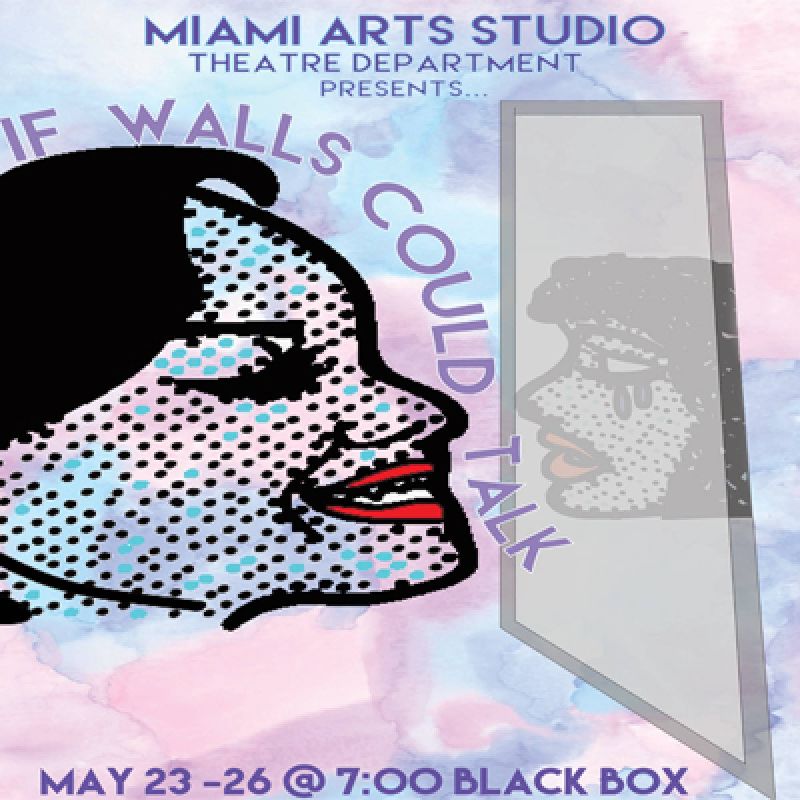 MIAMI ARTS STUDIO
THEATRE DEPARTMENT
PRESENTS...
IF WALLS COULD TALK
MAY 23 -26 @ 7:00 BLACK BOX